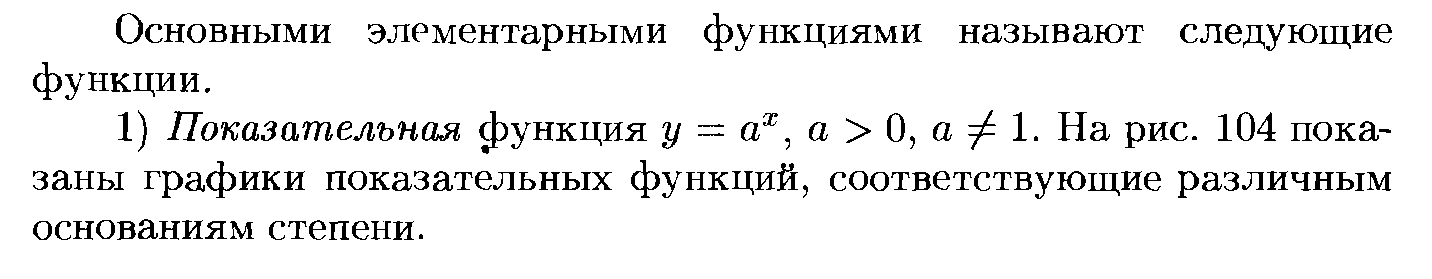 Основными элементарными функциями называют следующие
функции.
1) Показательная функция y = aˣ, a > 0, a ≠ 1. На рис. 104 пока-
заны графики показательных функций, соответствующие различным
основаниям степени.